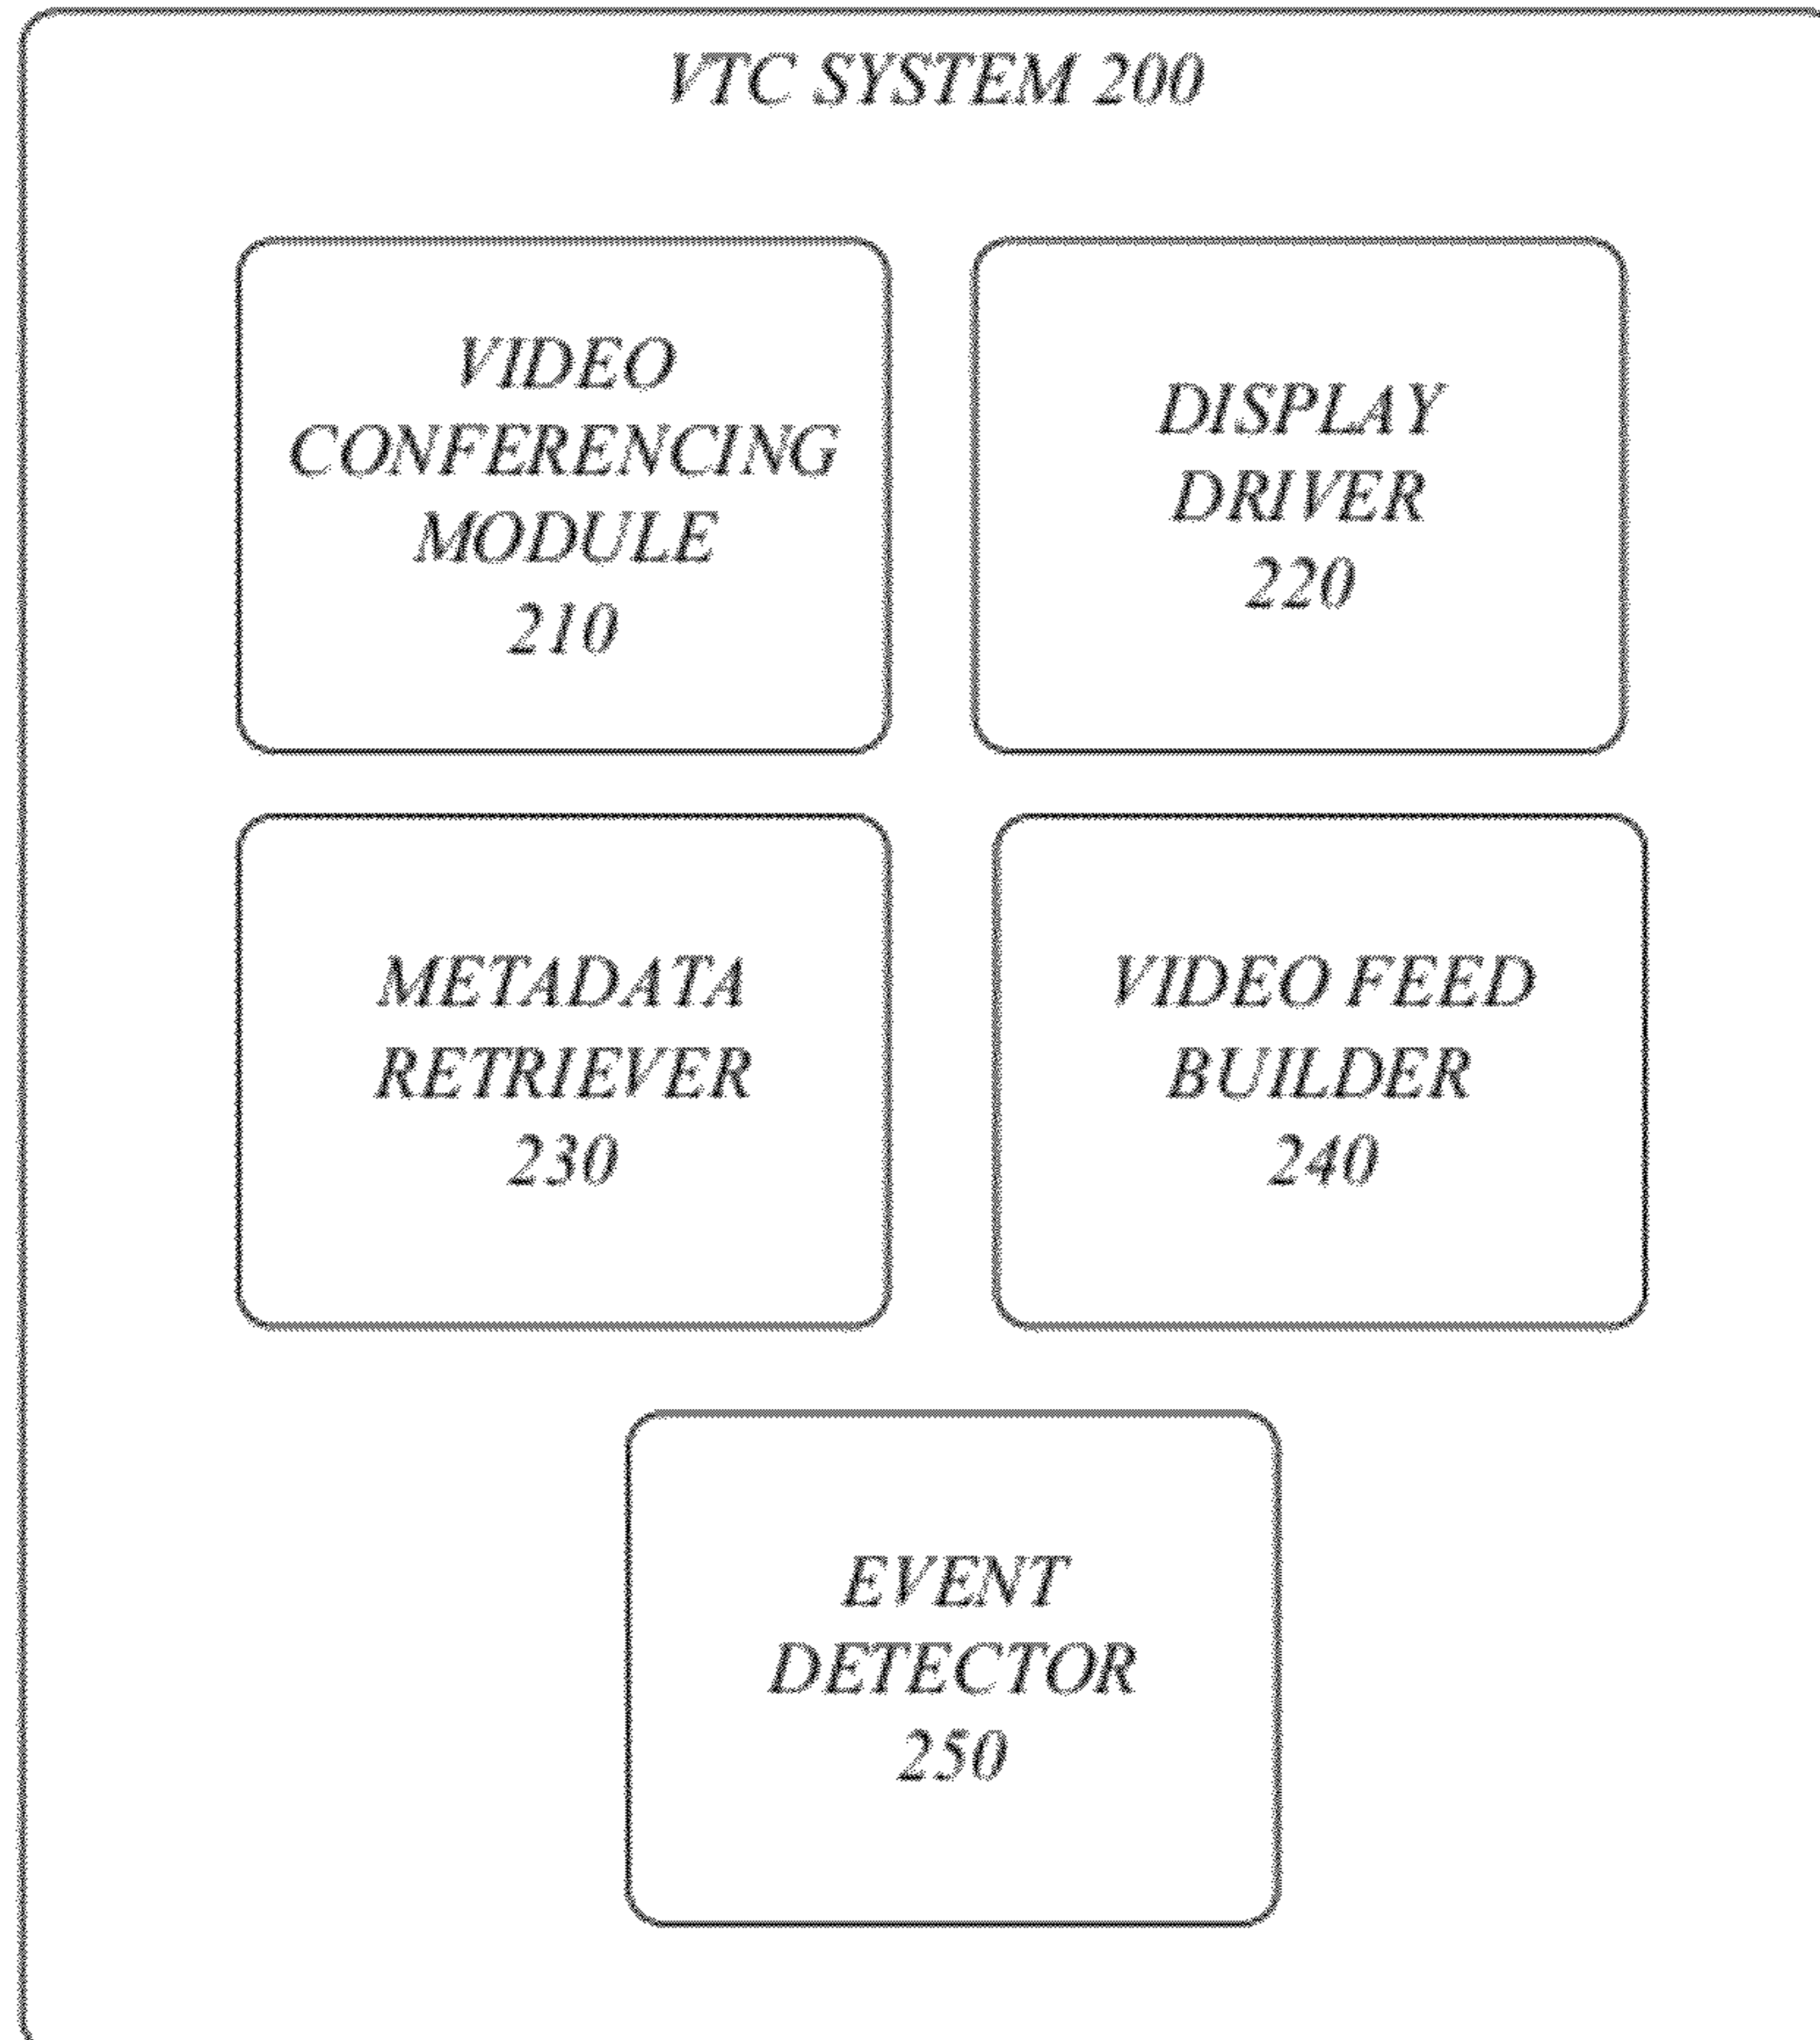 VTC SYSTEM 200
VIDEO
CONFERENCING
MODULE
210
DISPLAY
DRIVER
220
METADATA
RETRIEVER
230
VIDEO FEED
BUILDER
240
EVENT
DETECTOR
250